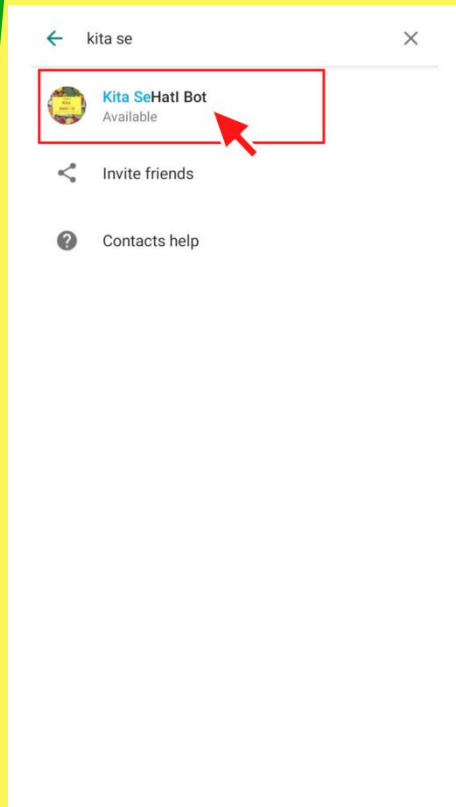 kita se
Kita SeHatI Bot
Available
Invite friends
Contacts help